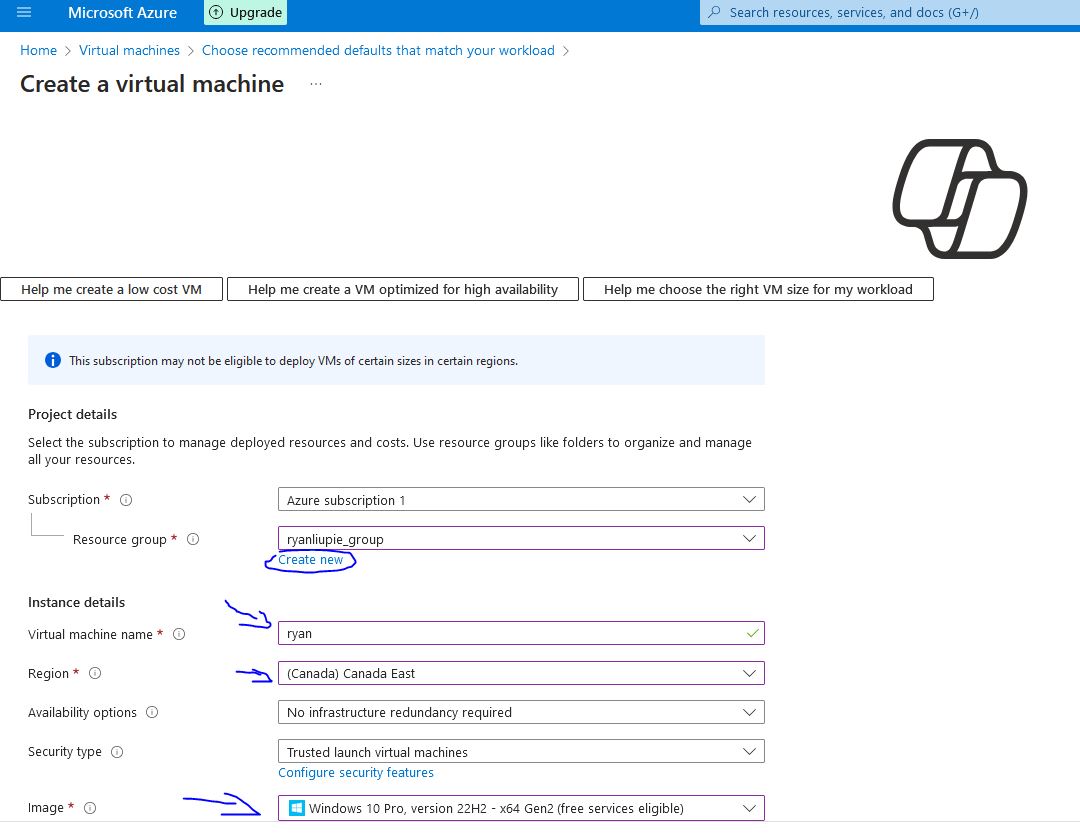 Microsoft Azure
Upgrade
Search resources, services, and docs (G+/)
Home > Virtual machines > Choose recommended defaults that match your workload >
Create a virtual machine ...
Help me create a low cost VM
Help me create a VM optimized for high availability
Help me choose the right VM size for my workload
This subscription may not be eligible to deploy VMs of certain sizes in certain regions.
Project details
Select the subscription to manage deployed resources and costs. Use resource groups like folders to organize and manage
all your resources.
Subscription *
Azure subscription 1
Resource group *
ryanliupie_group
Create new
Instance details
Virtual machine name *
ryan
Region *
(Canada) Canada East
Availability options
No infrastructure redundancy required
Security type
Trusted launch virtual machines
Configure security features
Image *
Windows 10 Pro, version 22H2 - x64 Gen2 (free services eligible)